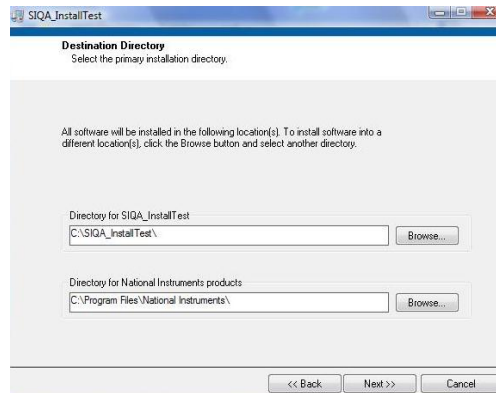 SIQA_InstallTest
Destination Directory
Select the primary installation directory.
All software will be installed in the following location(s). To install software into a
different location(s), click the Browse button and select another directory.
Directory for SIQA_InstallTest
C:\SIQA_InstallTest\
Browse...
Directory for National Instruments products
C:\Program Files\National Instruments\
Browse...
<< Back
Next >>
Cancel